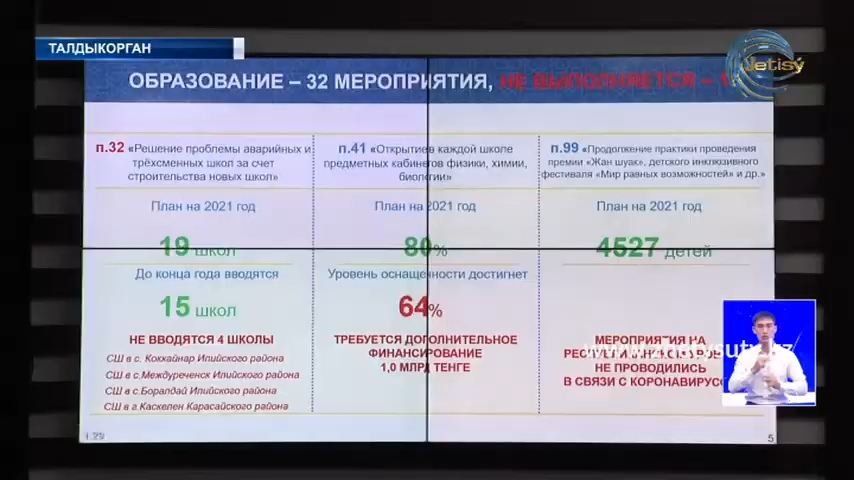 ТАЛДЫКОРГАН
Jetisý
ОБРАЗОВАНИЕ – 32 МЕРОПРИЯТИЯ, НЕ ВЫПОЛНЯЕТСЯ –
п.32 «Решение проблемы аварийных и
трёхсменных школ за счет
строительства новых школ»
План на 2021 год
19 школ
До конца года вводятся
15 школ
НЕ ВВОДЯТСЯ 4 ШКОЛЫ
СШ в с. Коккайнар Илийского района
СШ в с.Междуреченск Илийского района
СШ в с.Боралдай Илийского района
СШ в г.Каскелен Карасайского района
п.41 «Открытие в каждой школе
предметных кабинетов физики, химии,
биологии»
План на 2021 год
80%
Уровень оснащенности достигнет
64%
ТРЕБУЕТСЯ ДОПОЛНИТЕЛЬНОЕ
ФИНАНСИРОВАНИЕ
1,0 МЛРД ТЕНГЕ
п.99 «Продолжение практики проведения
премии «Жан шуак», детского инклюзивного
фестиваля «Мир равных возможностей» и др.»
План на 2021 год
4527 детей
МЕРОПРИЯТИЯ НА
НЕ ПРОВОДИЛИСЬ
В СВЯЗИ С КОРОНАВИРУСО
5